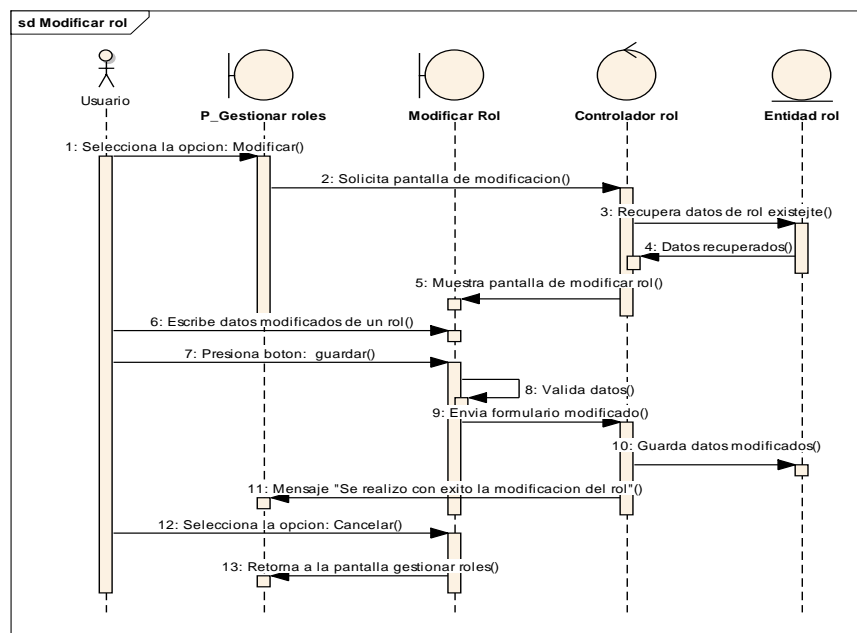 sd Modificar rol
Usuario
P_Gestionar roles
Modificar Rol
Controlador rol
Entidad rol
1: Selecciona la opcion: Modificar()
2: Solicita pantalla de modificacion()
3: Recupera datos de rol existejte()
4: Datos recuperados()
5: Muestra pantalla de modificar rol()
6: Escribe datos modificados de un rol()
7: Presiona boton: guardar()
8: Valida datos()
9: Envia formulario modificado()
10: Guarda datos modificados()
11: Mensaje "Se realizo con exito la modificacion del rol"()
12: Selecciona la opcion: Cancelar()
13: Retorna a la pantalla gestionar roles()